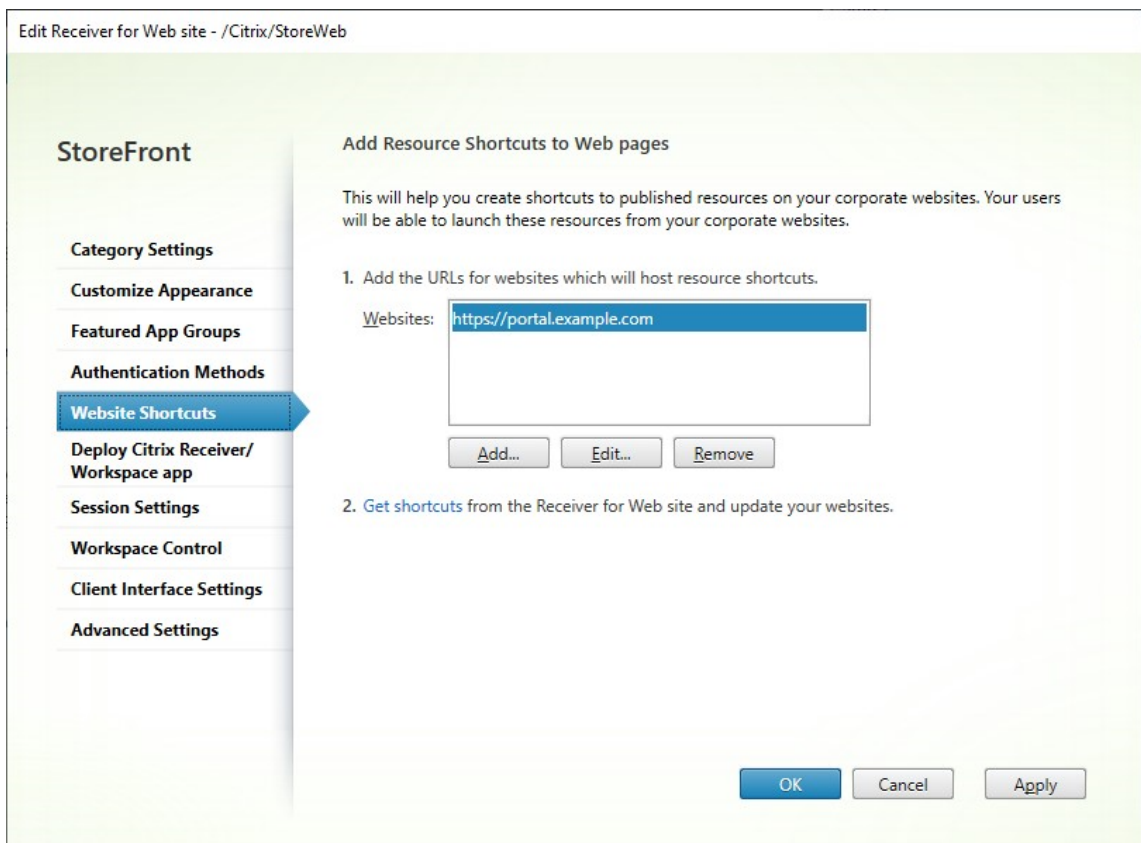 Edit Receiver for Web site - /Citrix/StoreWeb
StoreFront
Category Settings
Customize Appearance
Featured App Groups
Authentication Methods
Website Shortcuts
Deploy Citrix Receiver/
Workspace app
Session Settings
Workspace Control
Client Interface Settings
Advanced Settings
Add Resource Shortcuts to Web pages
This will help you create shortcuts to published resources on your corporate websites. Your users
will be able to launch these resources from your corporate websites.
1. Add the URLs for websites which will host resource shortcuts.
Websites: https://portal.example.com
Add... Edit... Remove
2. Get shortcuts from the Receiver for Web site and update your websites.
OK Cancel Apply